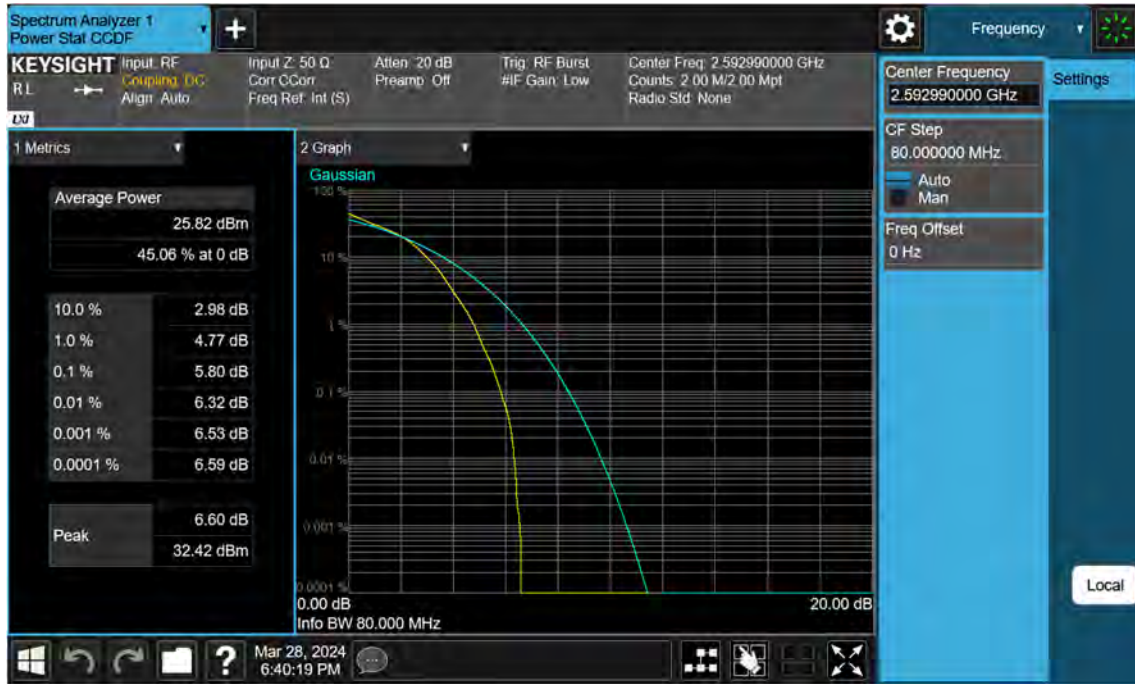 Spectrum Analyzer 1
Power Stat CCDF
+
Frequency
KEYSIGHT
RL
LXI
Input: RF
Coupling: DC
Align: Auto
Input Z: 50 Ω
Corr CCorr
Freq Ref: Int (S)
Atten: 20 dB
Preamp: Off
Trig: RF Burst
#IF Gain: Low
Center Freq: 2.592990000 GHz
Counts: 2.00 M/2.00 Mpt
Radio Std: None
Center Frequency
2.592990000 GHz
Settings
CF Step
80.000000 MHz
Auto
Man
Freq Offset
0 Hz
1 Metrics
Average Power
25.82 dBm
45.06 % at 0 dB
10.0 % 2.98 dB
1.0 % 4.77 dB
0.1 % 5.80 dB
0.01 % 6.32 dB
0.001 % 6.53 dB
0.0001 % 6.59 dB
Peak
6.60 dB
32.42 dBm
2 Graph
Gaussian
100 %
10 %
1 %
0.1 %
0.01 %
0.001 %
0.0001 %
0.00 dB 20.00 dB
Info BW 80.000 MHz
Local
?
Mar 28, 2024
6:40:19 PM